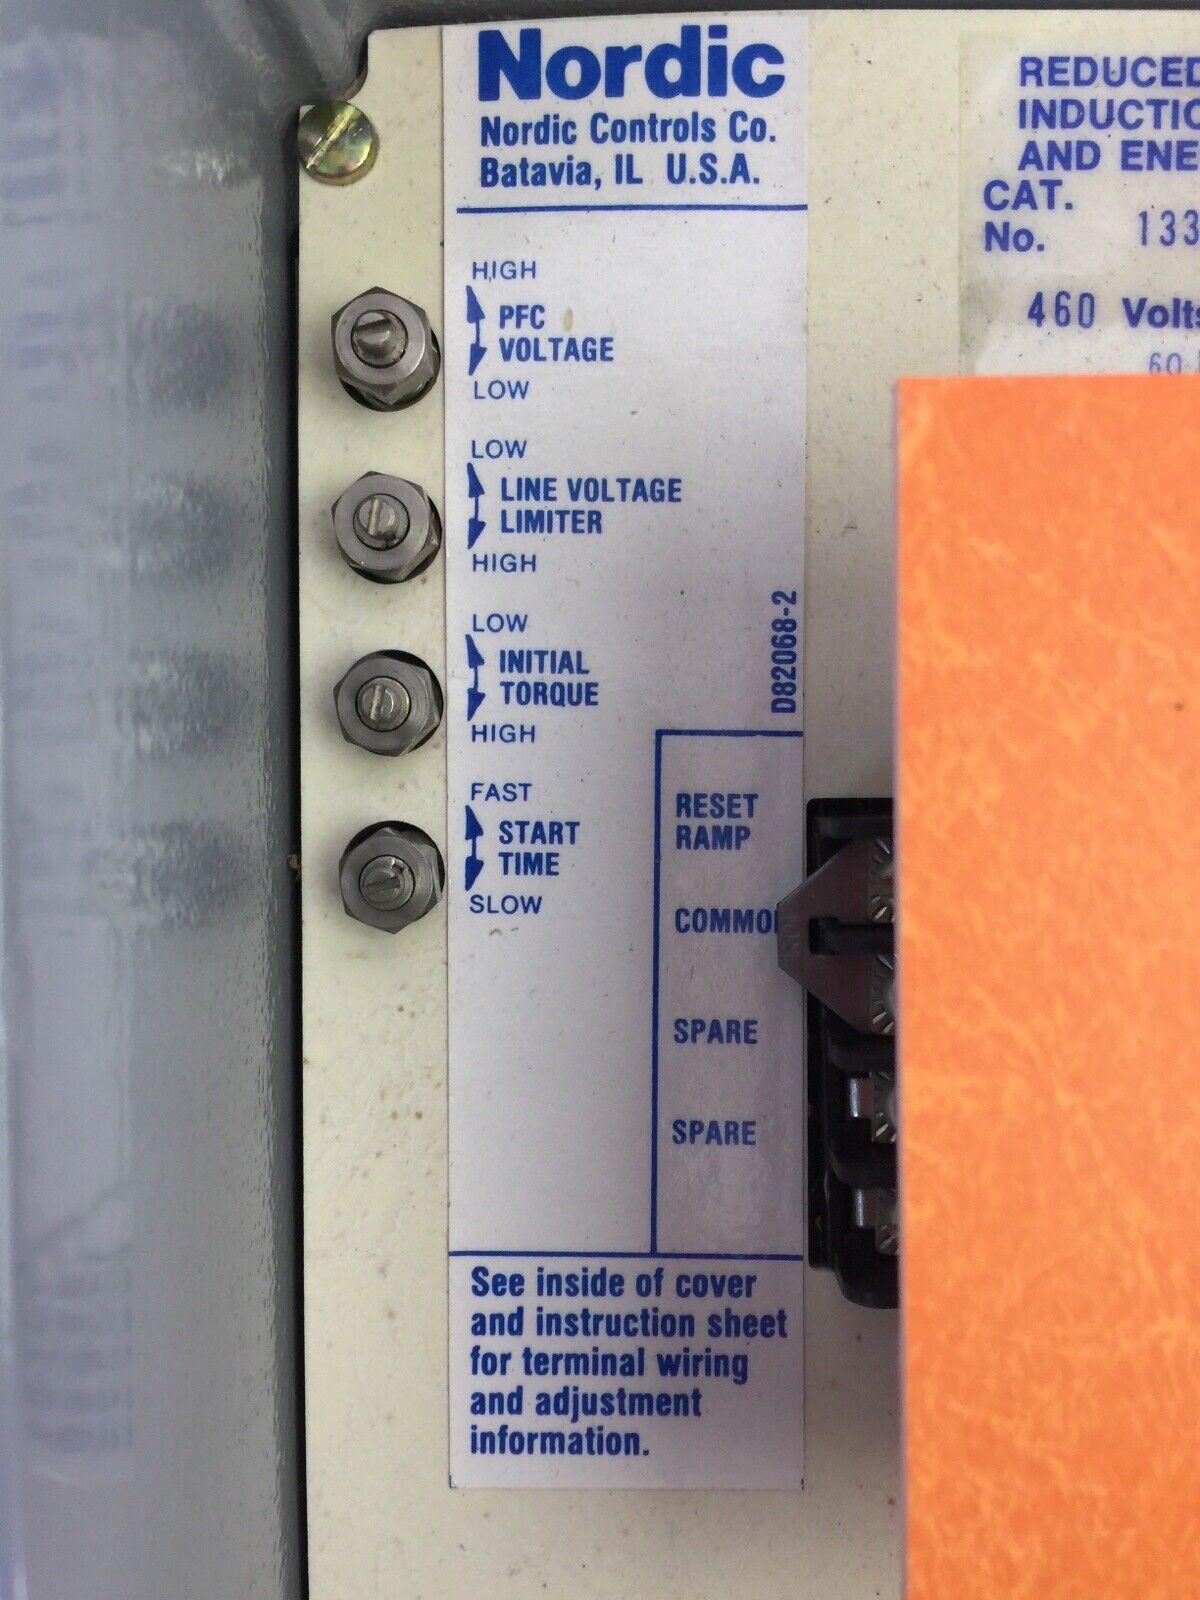 Nordic
Nordic Controls Co.
Batavia, IL U.S.A.
HIGH
PFC
VOLTAGE
LOW
LOW
LINE VOLTAGE
LIMITER
HIGH
LOW
INITIAL
TORQUE
HIGH
FAST
START
TIME
SLOW
D82068-2
RESET
RAMP
SPARE
SPARE
See inside of cover
and instruction sheet
for terminal wiring
and adjustment
information.
REDUCED
AND
CAT.
No. 133
460 Volts
60